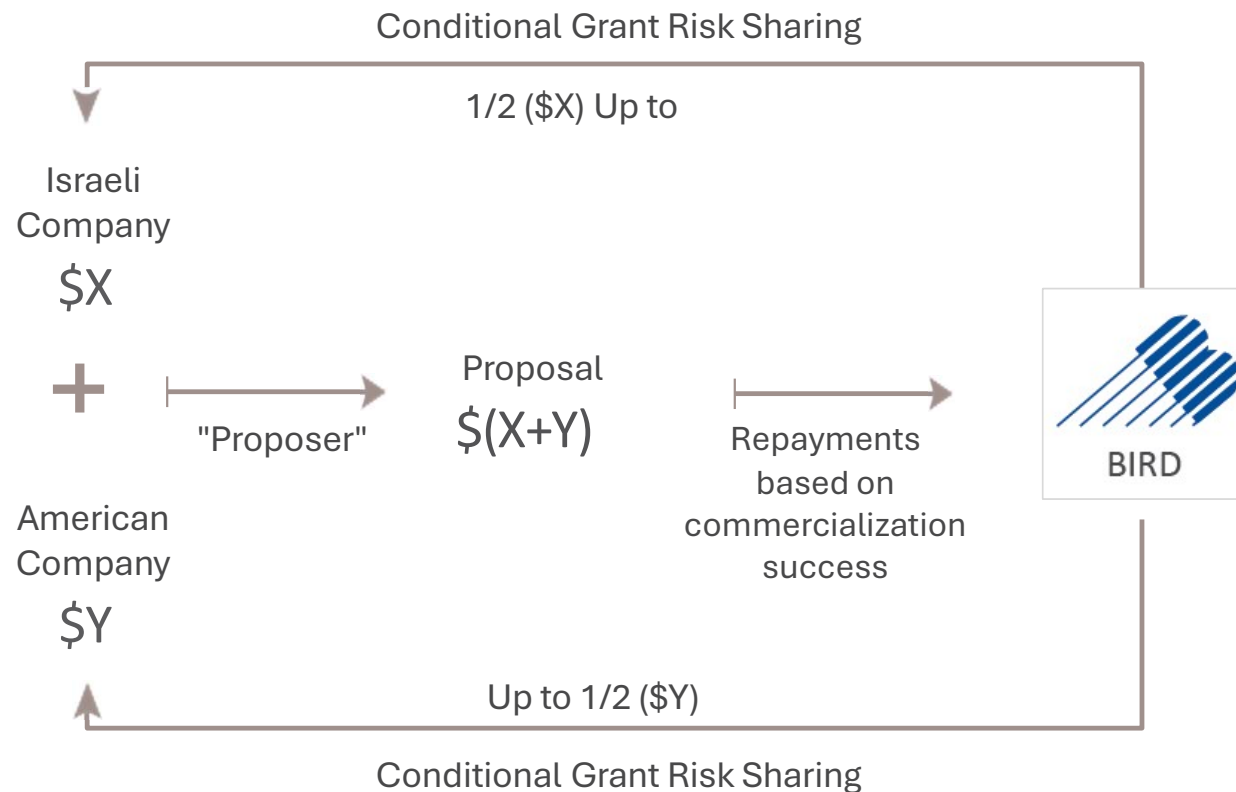 Conditional Grant Risk Sharing
1/2 ($X) Up to
Israeli
Company
$X
+
"Proposer"
Proposal
$(X+Y)
Repayments
based on
commercialization
success
BIRD
American
Company
$Y
Up to 1/2 ($Y)
Conditional Grant Risk Sharing